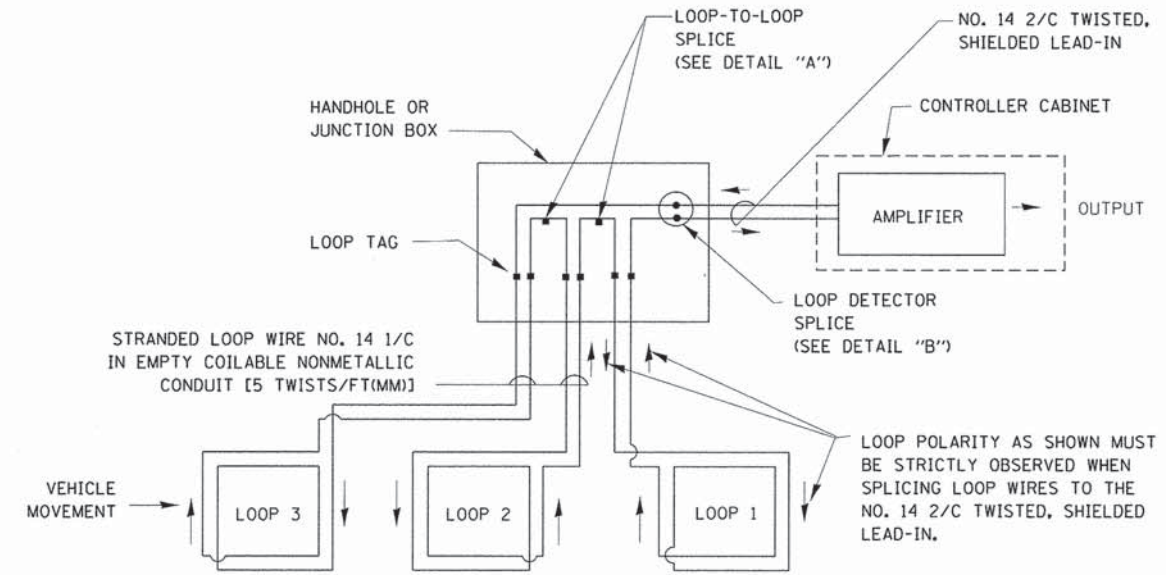 LOOP-TO-LOOP
SPLICE
(SEE DETAIL "A")
NO. 14 2/C TWISTED,
SHIELDED LEAD-IN
HANDHOLE OR
JUNCTION BOX
CONTROLLER CABINET
AMPLIFIER
OUTPUT
LOOP TAG
LOOP DETECTOR
SPLICE
(SEE DETAIL "B")
STRANDED LOOP WIRE NO. 14 1/C
IN EMPTY COILABLE NONMETALLIC
CONDUIT [5 TWISTS/FT(MM)]
LOOP POLARITY AS SHOWN MUST
BE STRICTLY OBSERVED WHEN
SPLICING LOOP WIRES TO THE
NO. 14 2/C TWISTED, SHIELDED
LEAD-IN.
VEHICLE
MOVEMENT
LOOP 3
LOOP 2
LOOP 1